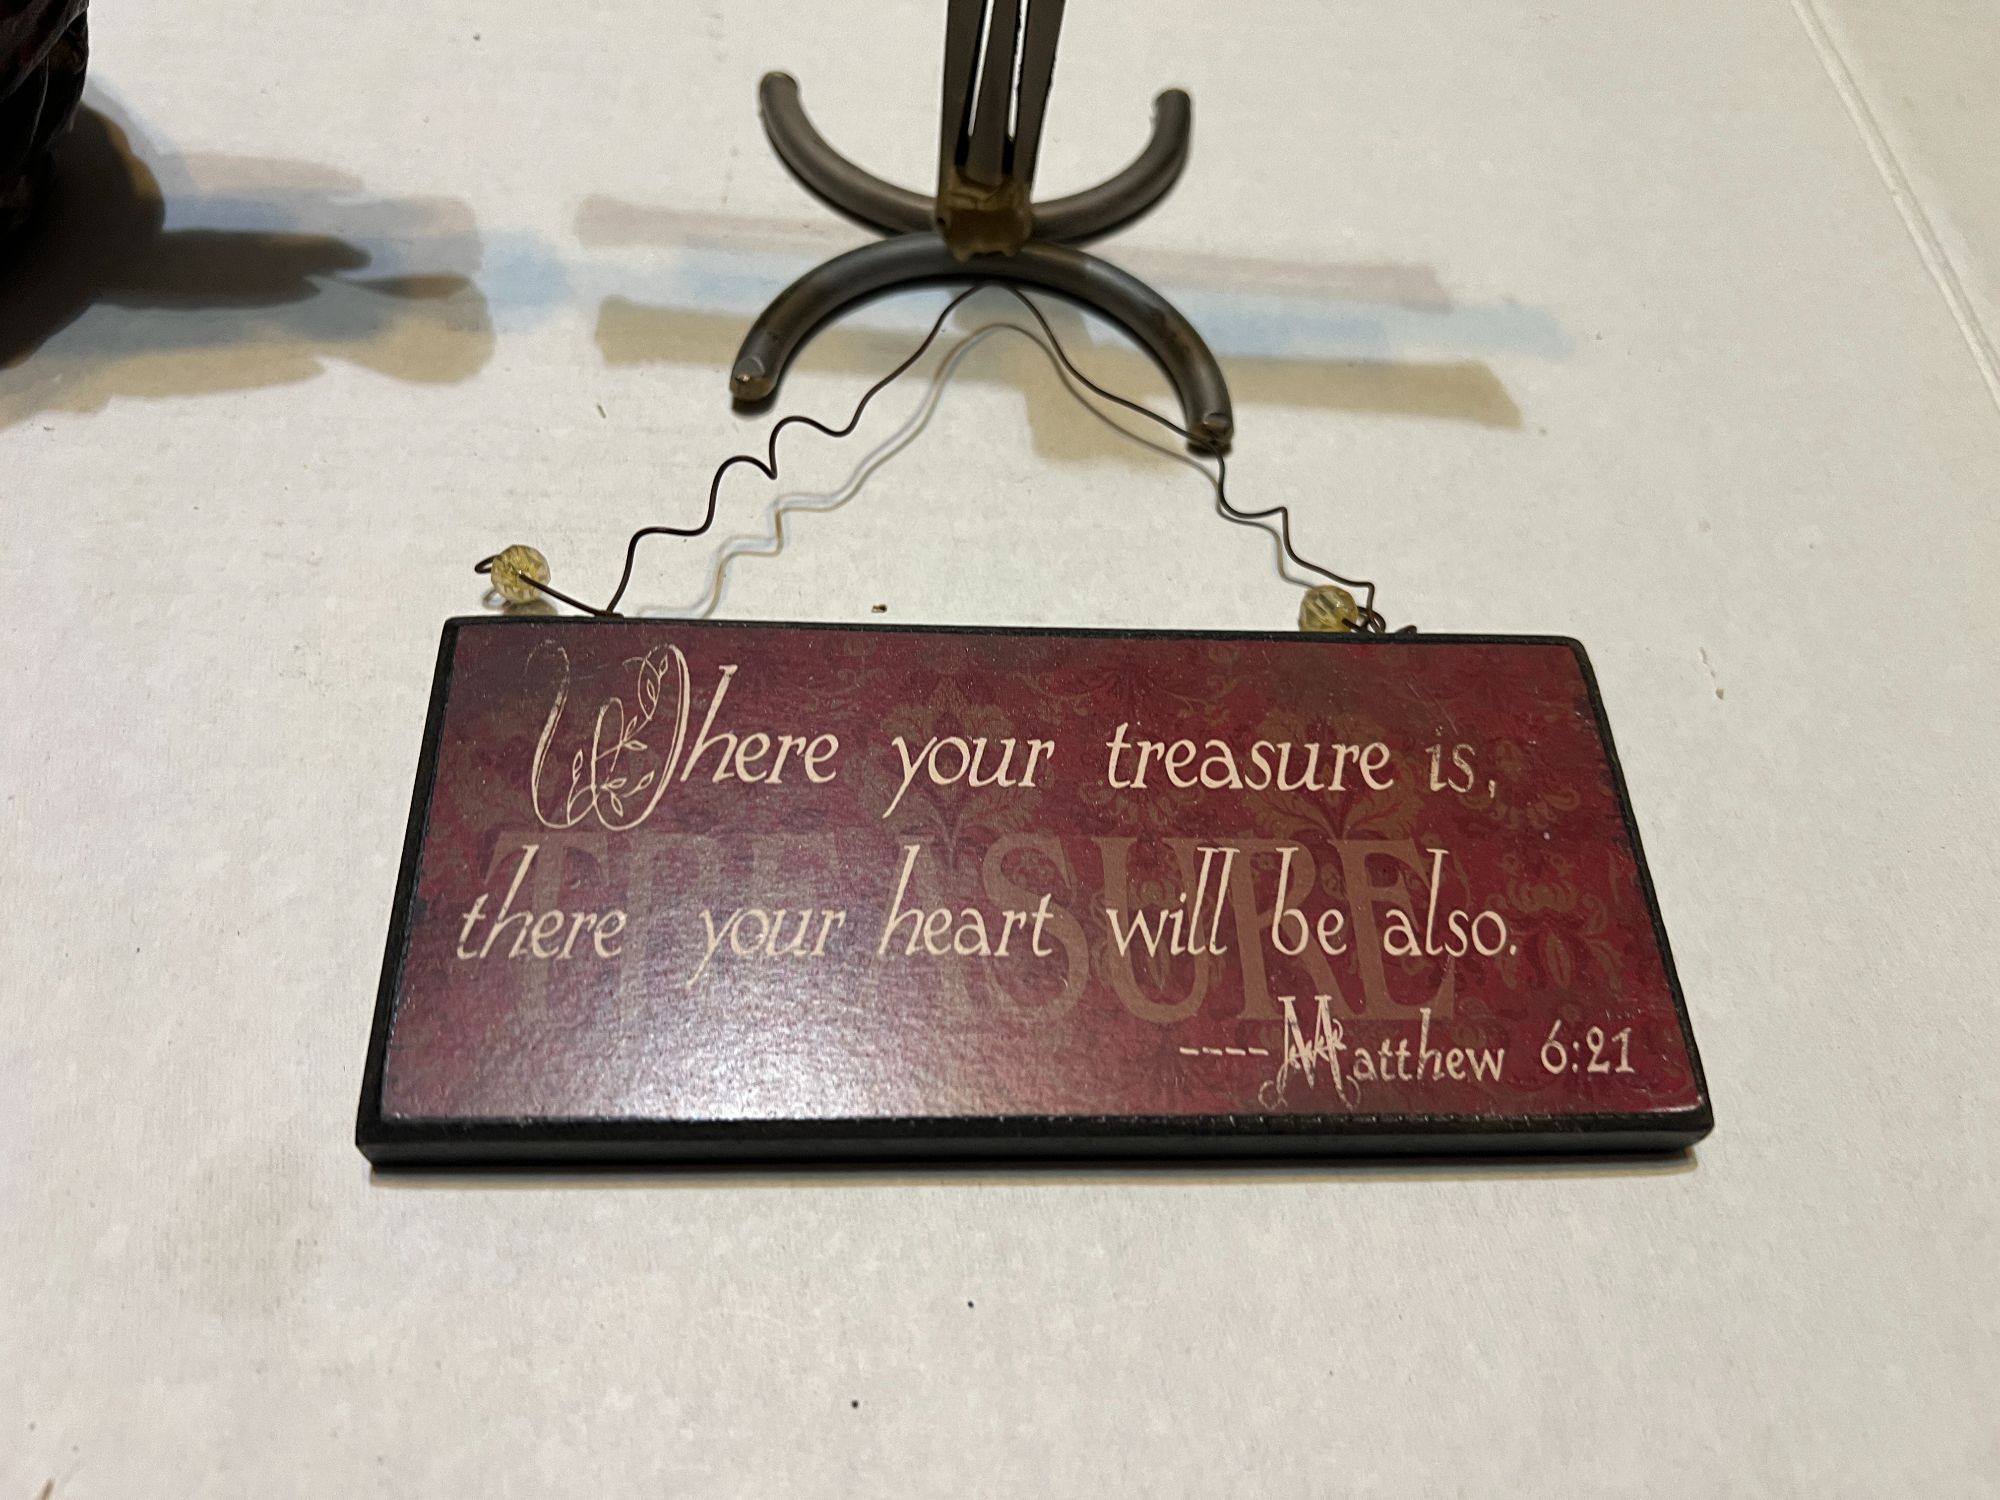 Where your treasure is,
TREASURE
there your heart will be also.
----Matthew 6:21